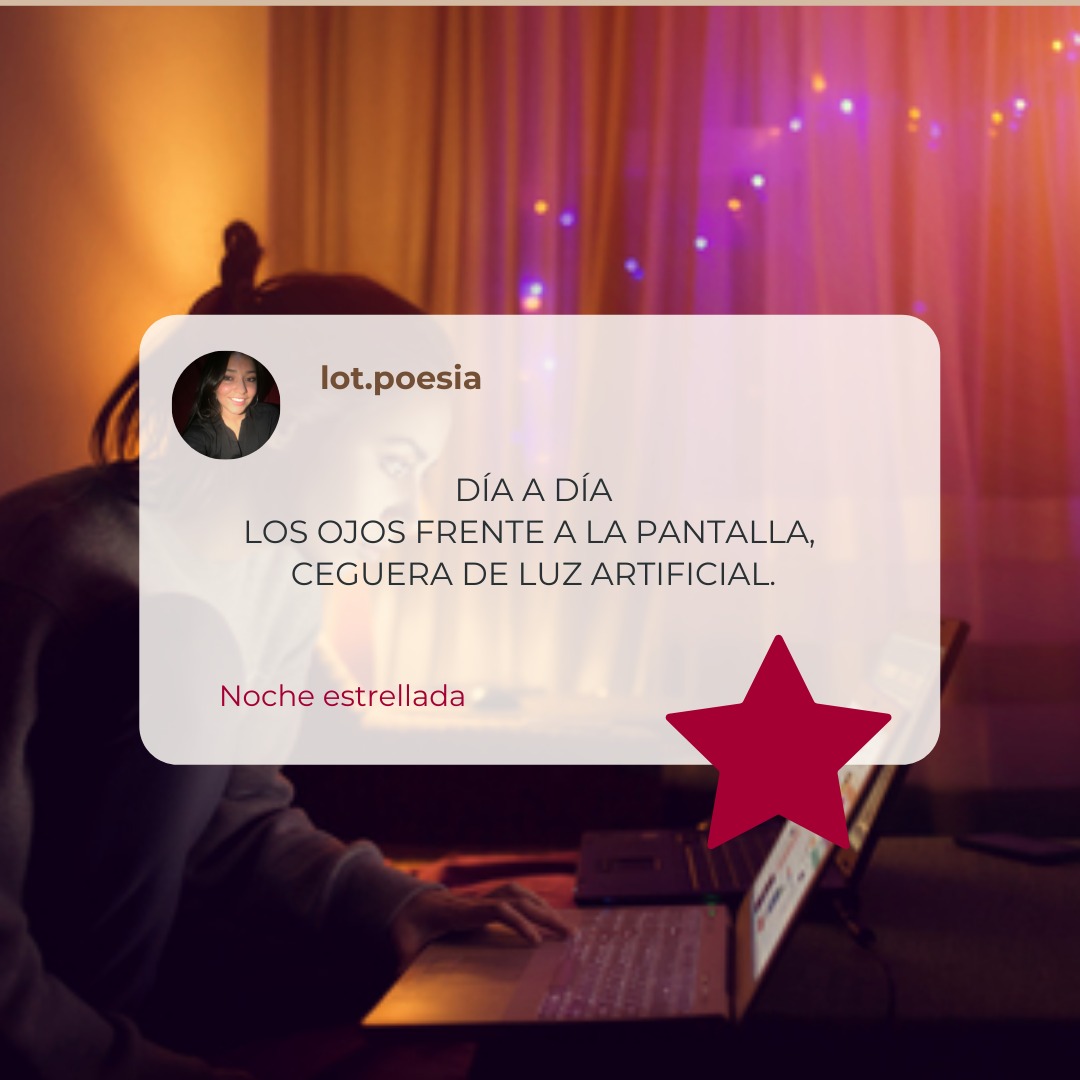 lot.poesia
DÍA A DÍA
LOS OJOS FRENTE A LA PANTALLA,
CEGUERA DE LUZ ARTIFICIAL.
Noche estrellada